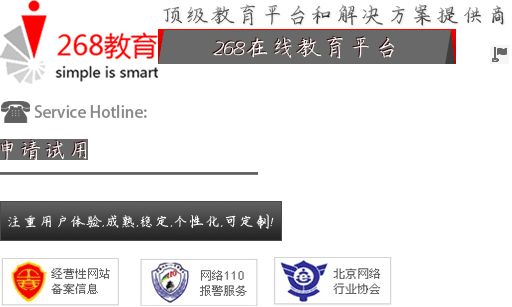 顶级教育平台和解决方案提供商
268教育
simple is smart
268在线教育平台
Service Hotline:
申请试用
注重用户体验,成熟,稳定,个性化,可定制!
经营性网站
备案信息
110
网络110
报警服务
e
北京网络
行业协会